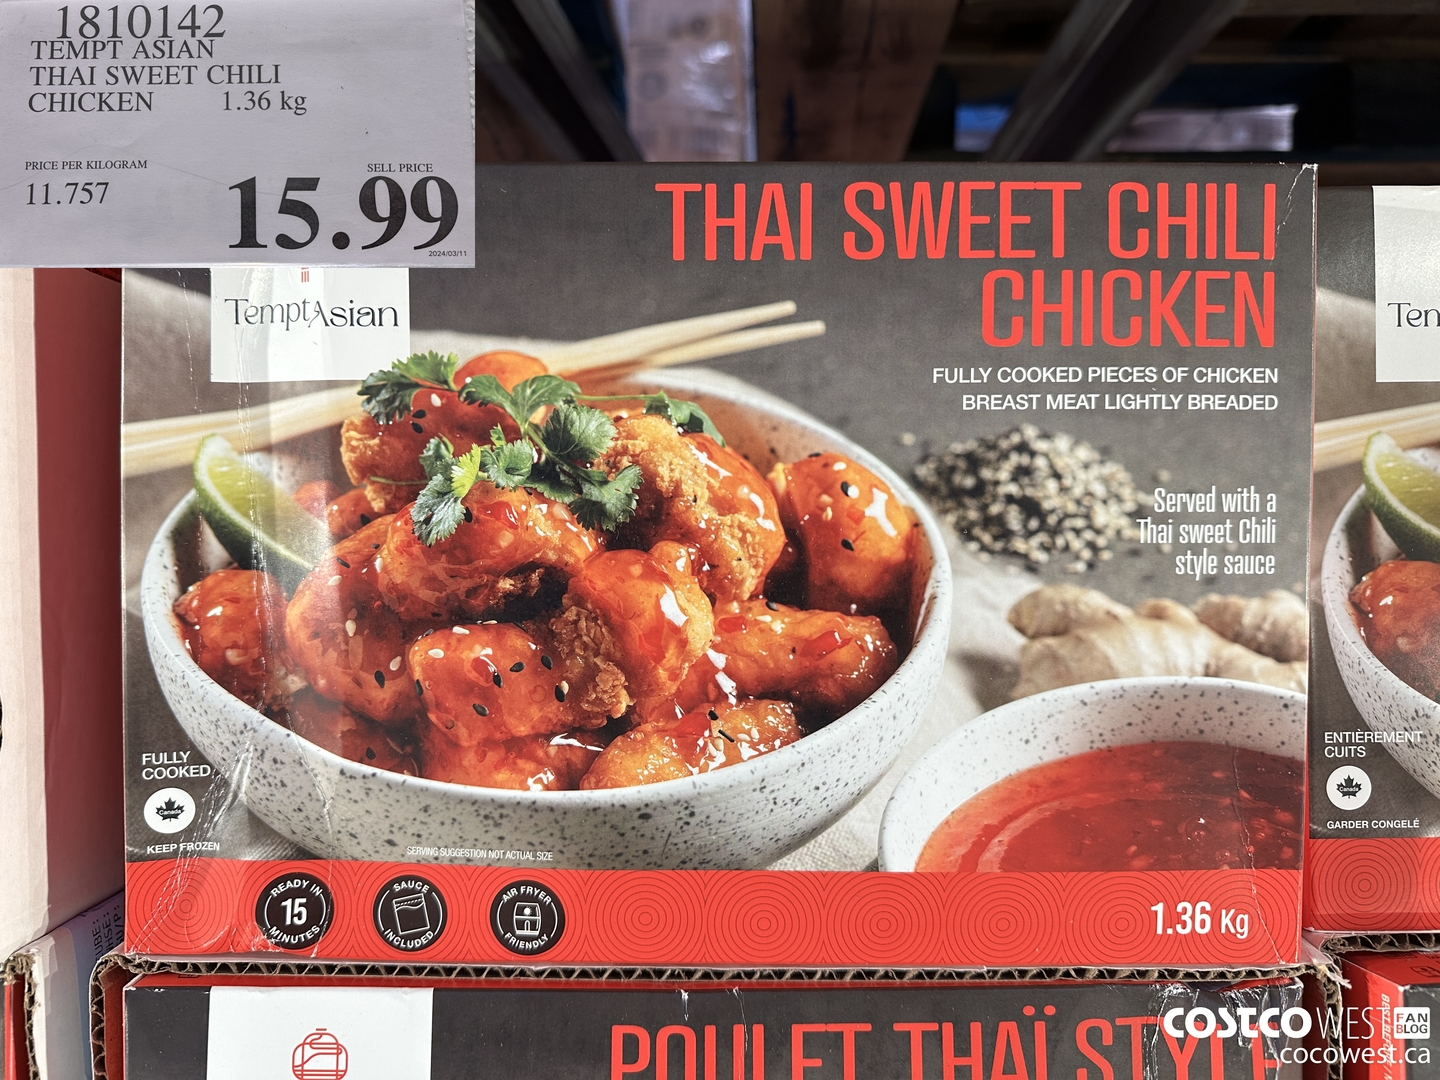 1810142
TEMPT ASIAN
THAI SWEET CHILI
CHICKEN 1.36 kg
PRICE PER KILOGRAM
11.757
SELL PRICE
15.99
2024/03/11
TemptAsian
THAI SWEET CHILI
CHICKEN
FULLY COOKED PIECES OF CHICKEN
BREAST MEAT LIGHTLY BREADED
Served with a
Thai sweet Chili
style sauce
FULLY
COOKED
Canada
KEEP FROZEN
SERVING SUGGESTION NOT ACTUAL SIZE
READY IN
15
MINUTES
SAUCE
INCLUDED
AIR FRYER
FRIENDLY
1.36 Kg
Tem
ENTIÈREMENT
CUITS
Canada
GARDER CONGELÉ
POULET THAÏ STYLE
COSTCO WEST FAN BLOG
cocowest.ca